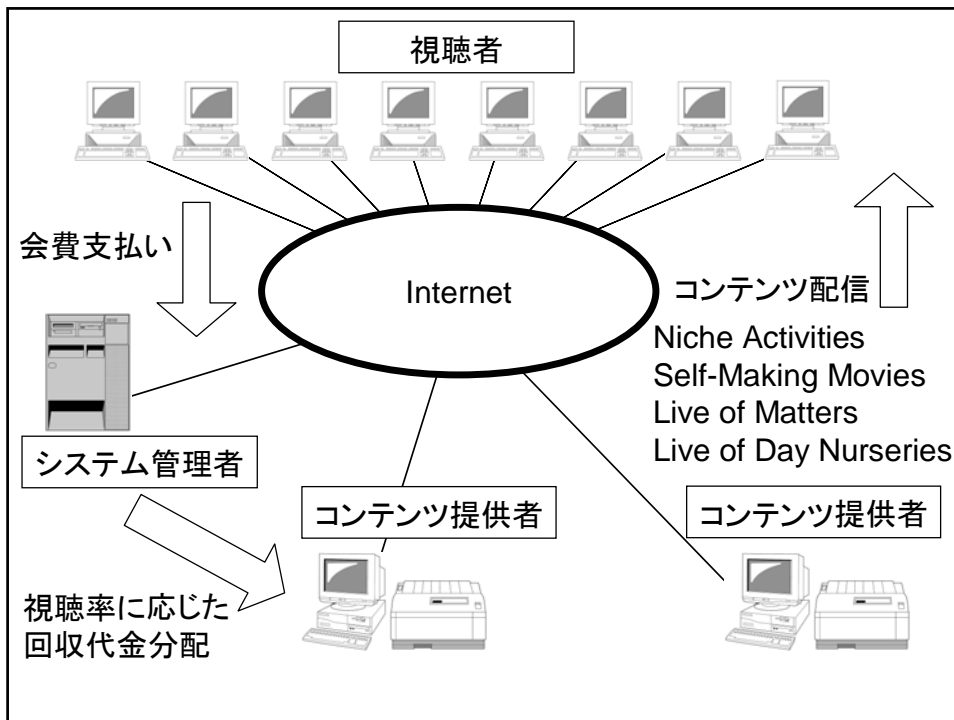 視聴者
会費支払い
Internet
コンテンツ配信
Niche Activities
Self-Making Movies
Live of Matters
Live of Day Nurseries
システム管理者
コンテンツ提供者
コンテンツ提供者
視聴率に応じた
回収代金分配